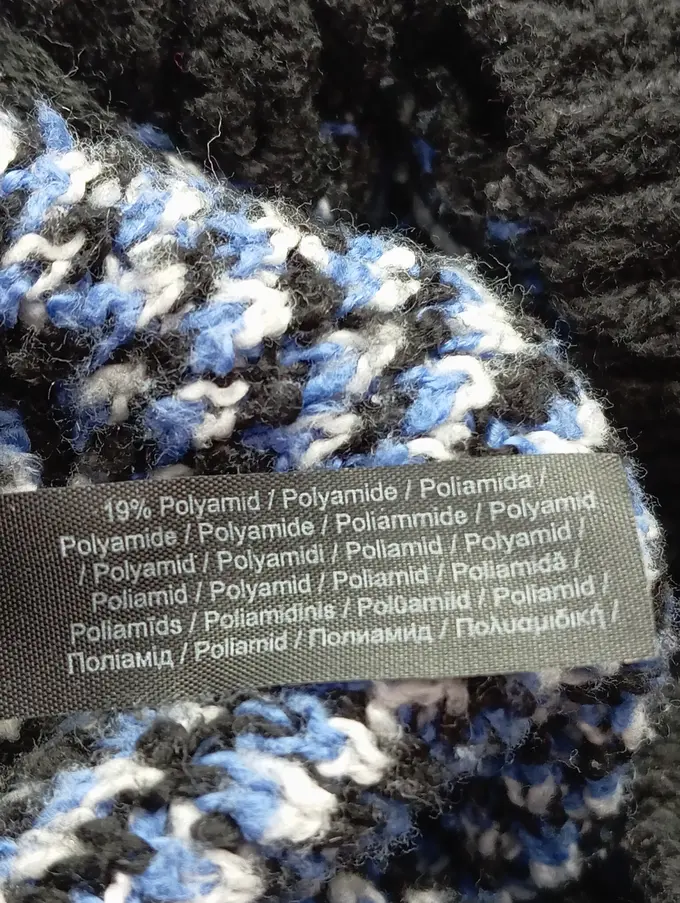 19% Polyamid / Polyamide / Poliamida /
Polyamide / Polyamide / Poliammide / Polyamid
/ Polyamid / Polyamidi / Poliamid / Polyamid /
Poliamid / Polyamid / Poliamid / Poliamidă /
Poliamīds / Poliamidinis / Polüamiid / Poliamid /
Поліамід / Poliamid / Полиамид / Πολυαμιδική /